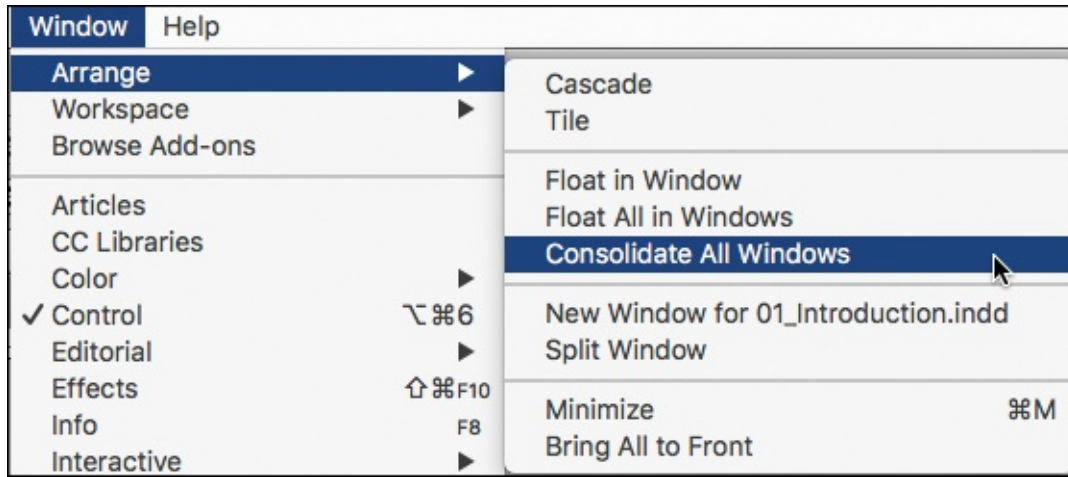 Window Help
Arrange ▶
Workspace ▶
Browse Add-ons
Articles
CC Libraries
Color ▶
✓ Control ⌥⌘6
Editorial ▶
Effects ⇧⌘F10
Info F8
Interactive ▶
Cascade
Tile
Float in Window
Float All in Windows
Consolidate All Windows
New Window for 01_Introduction.indd
Split Window
Minimize ⌘M
Bring All to Front